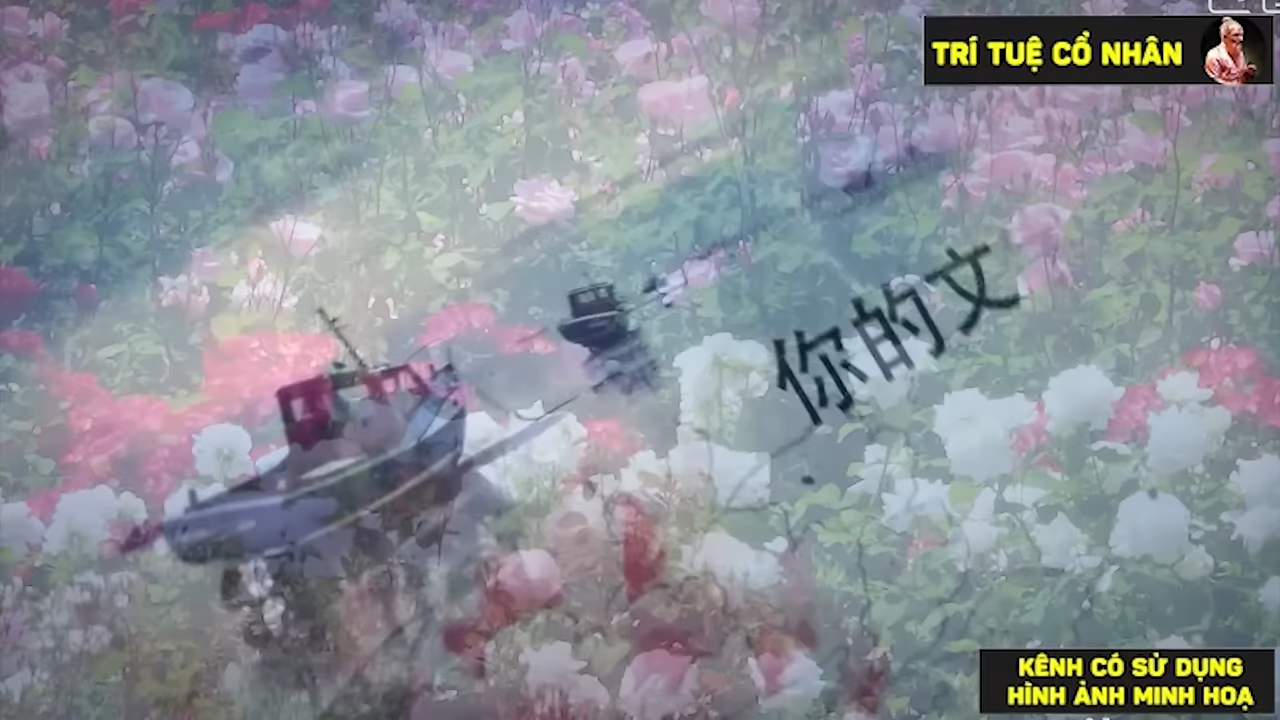 TRÍ TUỆ CỔ NHÂN
你的文
KÊNH CÓ SỬ DỤNG
HÌNH ẢNH MINH HOẠ